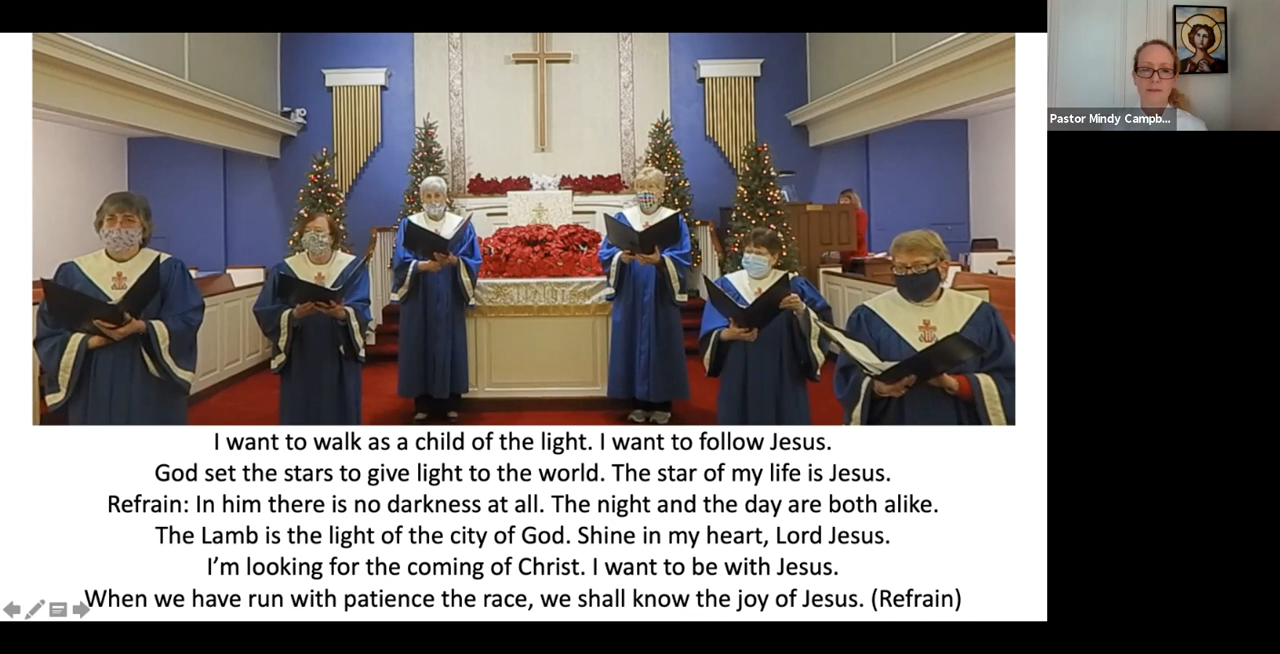 Pastor Mindy Campb...
I want to walk as a child of the light. I want to follow Jesus.
God set the stars to give light to the world. The star of my life is Jesus.
Refrain: In him there is no darkness at all. The night and the day are both alike.
The Lamb is the light of the city of God. Shine in my heart, Lord Jesus.
I’m looking for the coming of Christ. I want to be with Jesus.
When we have run with patience the race, we shall know the joy of Jesus. (Refrain)